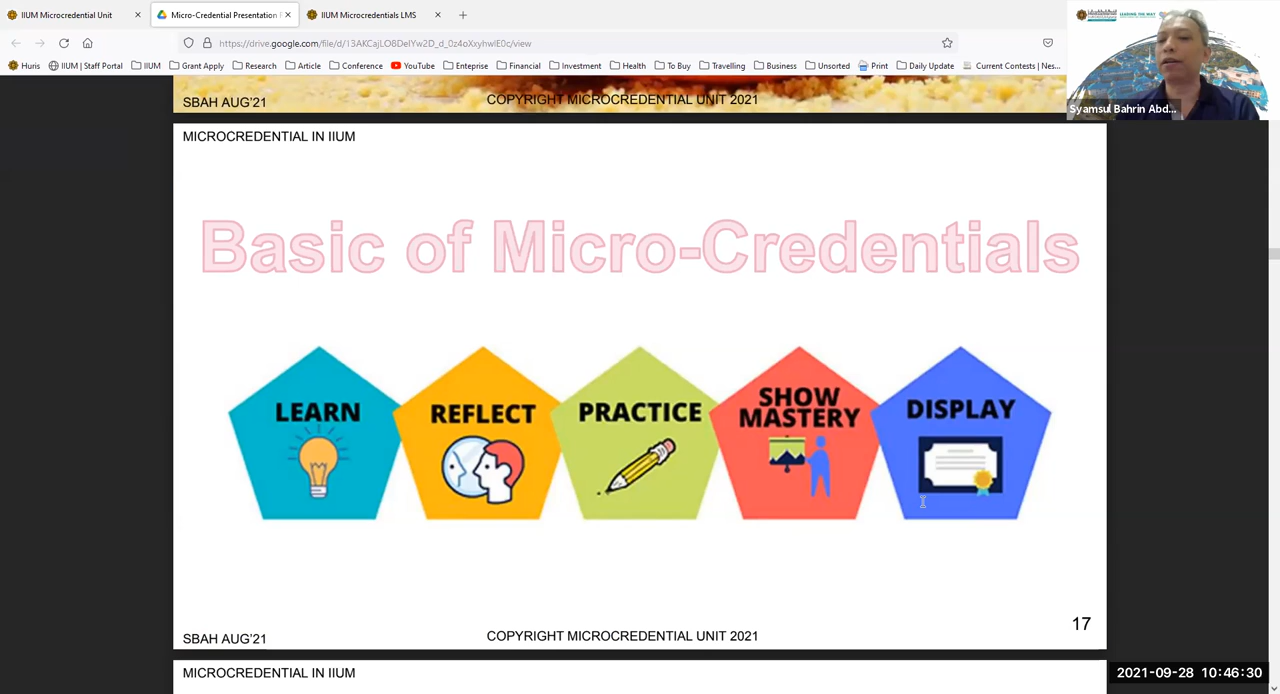 IIUM Microcredential Unit
Micro-Credential Presentation
IIUM Microcredentials LMS
https://drive.google.com/file/d/13AKCajLOBDelYw2D_d_0z4oXxyhwIE0c/view
Huris
IIUM | Staff Portal
IIUM
Grant Apply
Research
Article
Conference
YouTube
Enteprise
Financial
Investment
Health
To Buy
Travelling
Business
Unsorted
Print
Daily Update
Current Contests | Nes...
LEADING THE WAY
Syamsul Bahrin Abd...
SBAH AUG'21
COPYRIGHT MICROCREDENTIAL UNIT 2021
MICROCREDENTIAL IN IIUM
Basic of Micro-Credentials
LEARN
REFLECT
PRACTICE
SHOW
MASTERY
DISPLAY
17
SBAH AUG'21
COPYRIGHT MICROCREDENTIAL UNIT 2021
MICROCREDENTIAL IN IIUM
2021-09-28 10:46:30